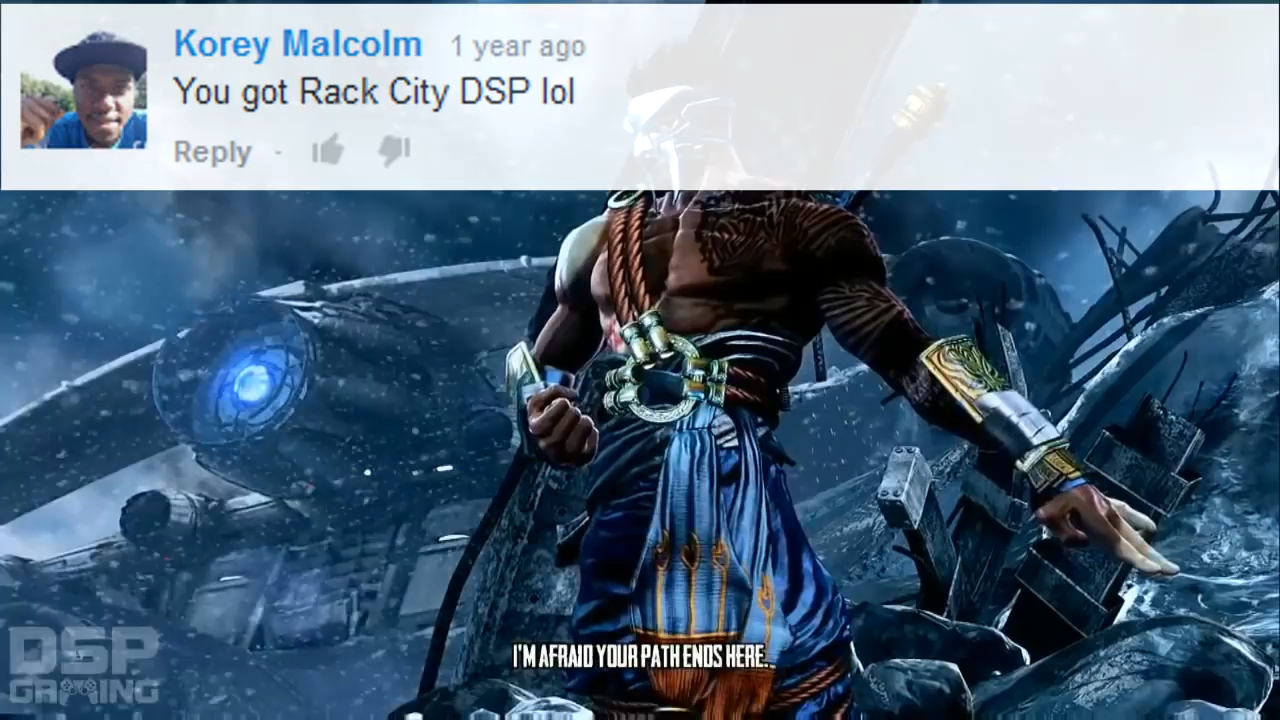 Korey Malcolm 1 year ago
You got Rack City DSP lol
Reply ·
I'M AFRAID YOUR PATH ENDS HERE.
DSP
GAMING